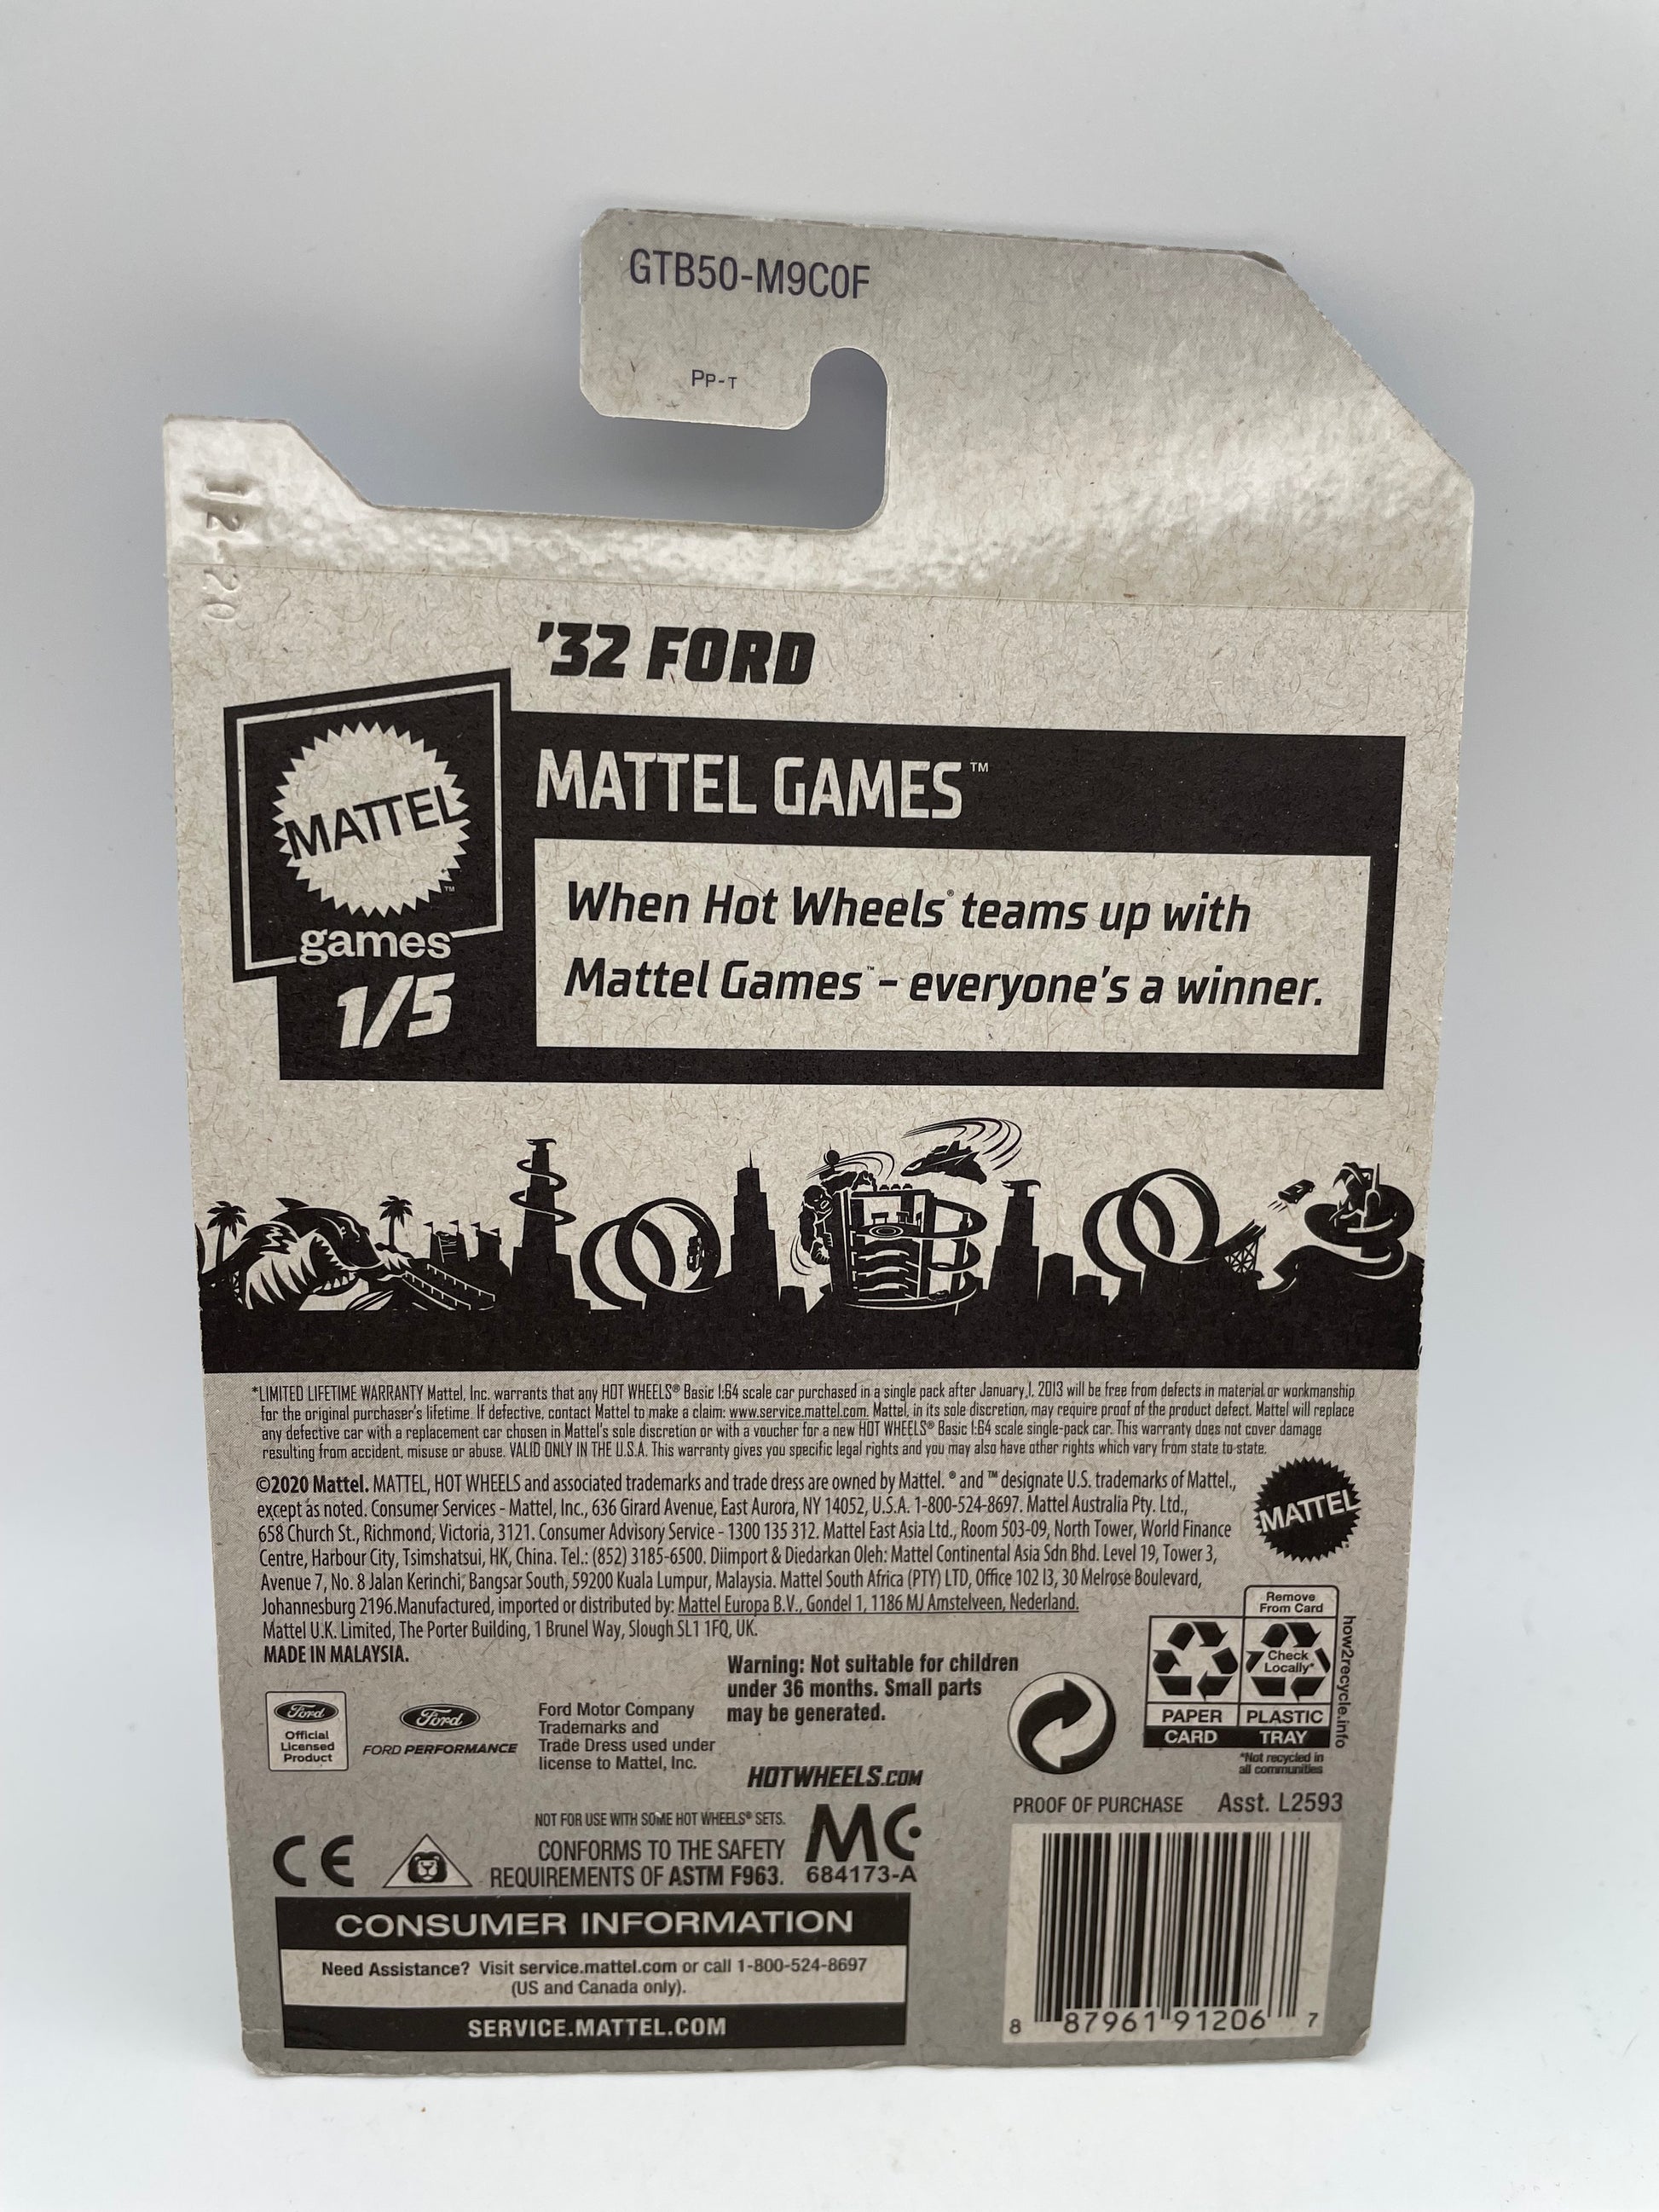 GTB50-M9C0F
PP-T
12-20
'32 FORD
MATTEL
™
games
1/5
MATTEL GAMES™
When Hot Wheels® teams up with
Mattel Games™ – everyone's a winner.
*LIMITED LIFETIME WARRANTY Mattel, Inc. warrants that any HOT WHEELS® Basic 1:64 scale car purchased in a single pack after January,1, 2013 will be free from defects in material or workmanship
for the original purchaser's lifetime. If defective, contact Mattel to make a claim: www.service.mattel.com. Mattel, in its sole discretion, may require proof of the product defect. Mattel will replace
any defective car with a replacement car chosen in Mattel's sole discretion or with a voucher for a new HOT WHEELS® Basic 1:64 scale single-pack car. This warranty does not cover damage
resulting from accident, misuse or abuse. VALID ONLY IN THE U.S.A. This warranty gives you specific legal rights and you may also have other rights which vary from state to state.
©2020 Mattel. MATTEL, HOT WHEELS and associated trademarks and trade dress are owned by Mattel. ® and ™ designate U.S. trademarks of Mattel.,
except as noted. Consumer Services - Mattel, Inc., 636 Girard Avenue, East Aurora, NY 14052, U.S.A. 1-800-524-8697. Mattel Australia Pty. Ltd.,
658 Church St., Richmond, Victoria, 3121. Consumer Advisory Service - 1300 135 312. Mattel East Asia Ltd., Room 503-09, North Tower, World Finance
Centre, Harbour City, Tsimshatsui, HK, China. Tel.: (852) 3185-6500. Diimport & Diedarkan Oleh: Mattel Continental Asia Sdn Bhd. Level 19, Tower 3,
Avenue 7, No. 8 Jalan Kerinchi, Bangsar South, 59200 Kuala Lumpur, Malaysia. Mattel South Africa (PTY) LTD, Office 102 I3, 30 Melrose Boulevard,
Johannesburg 2196.Manufactured, imported or distributed by: Mattel Europa B.V., Gondel 1, 1186 MJ Amstelveen, Nederland.
Mattel U.K. Limited, The Porter Building, 1 Brunel Way, Slough SL1 1FQ, UK.
MADE IN MALAYSIA.
MATTEL
Warning: Not suitable for children
under 36 months. Small parts
may be generated.
Ford
Official
Licensed
Product
Ford
FORD PERFORMANCE
Ford Motor Company
Trademarks and
Trade Dress used under
license to Mattel, Inc.
HOTWHEELS.COM
Remove
From Card
Check
Locally*
PAPER
CARD
PLASTIC
TRAY
*Not recycled in
all communities
how2recycle.info
PROOF OF PURCHASE Asst. L2593
NOT FOR USE WITH SOME HOT WHEELS® SETS.
CE
CONFORMS TO THE SAFETY
REQUIREMENTS OF ASTM F963.
MC
684173-A
CONSUMER INFORMATION
Need Assistance? Visit service.mattel.com or call 1-800-524-8697
(US and Canada only).
SERVICE.MATTEL.COM
8 87961 91206 7